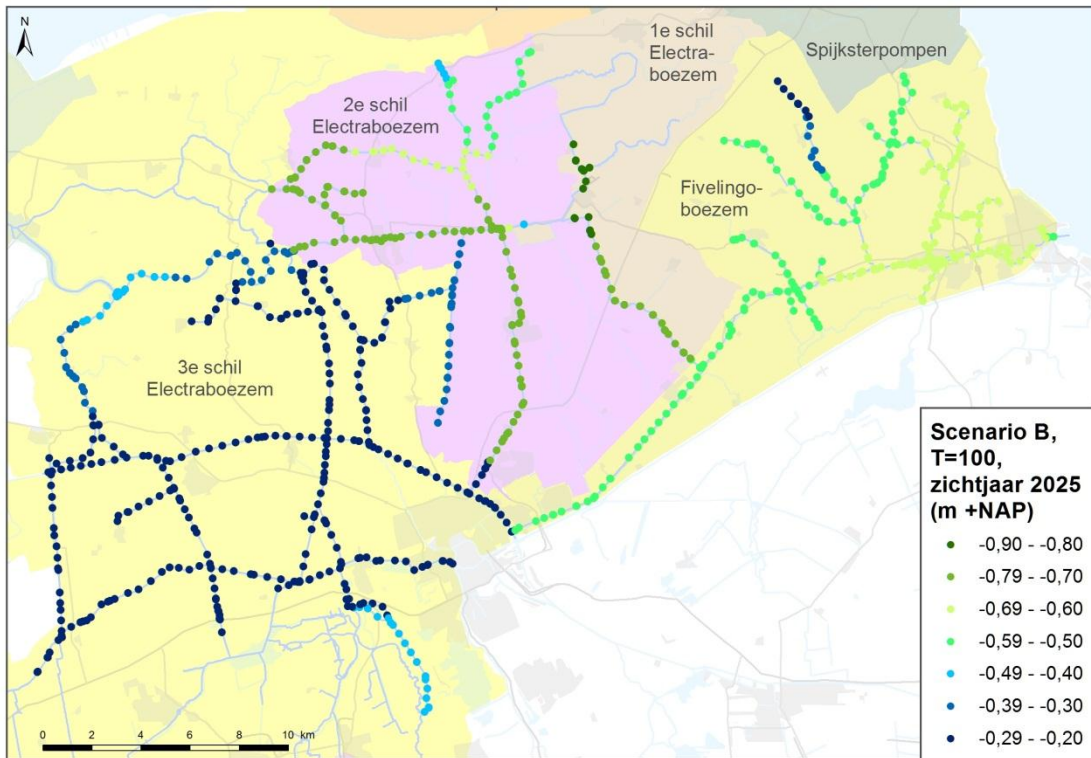 N
1e schil
Electra-
boezem
Spijksterpompen
2e schil
Electraboezem
Fivelingo-
boezem
3e schil
Electraboezem
Scenario B,
T=100,
zichtjaar 2025
(m +NAP)
-0,90 - -0,80
-0,79 - -0,70
-0,69 - -0,60
-0,59 - -0,50
-0,49 - -0,40
-0,39 - -0,30
-0,29 - -0,20
0 2 4 6 8 10 km